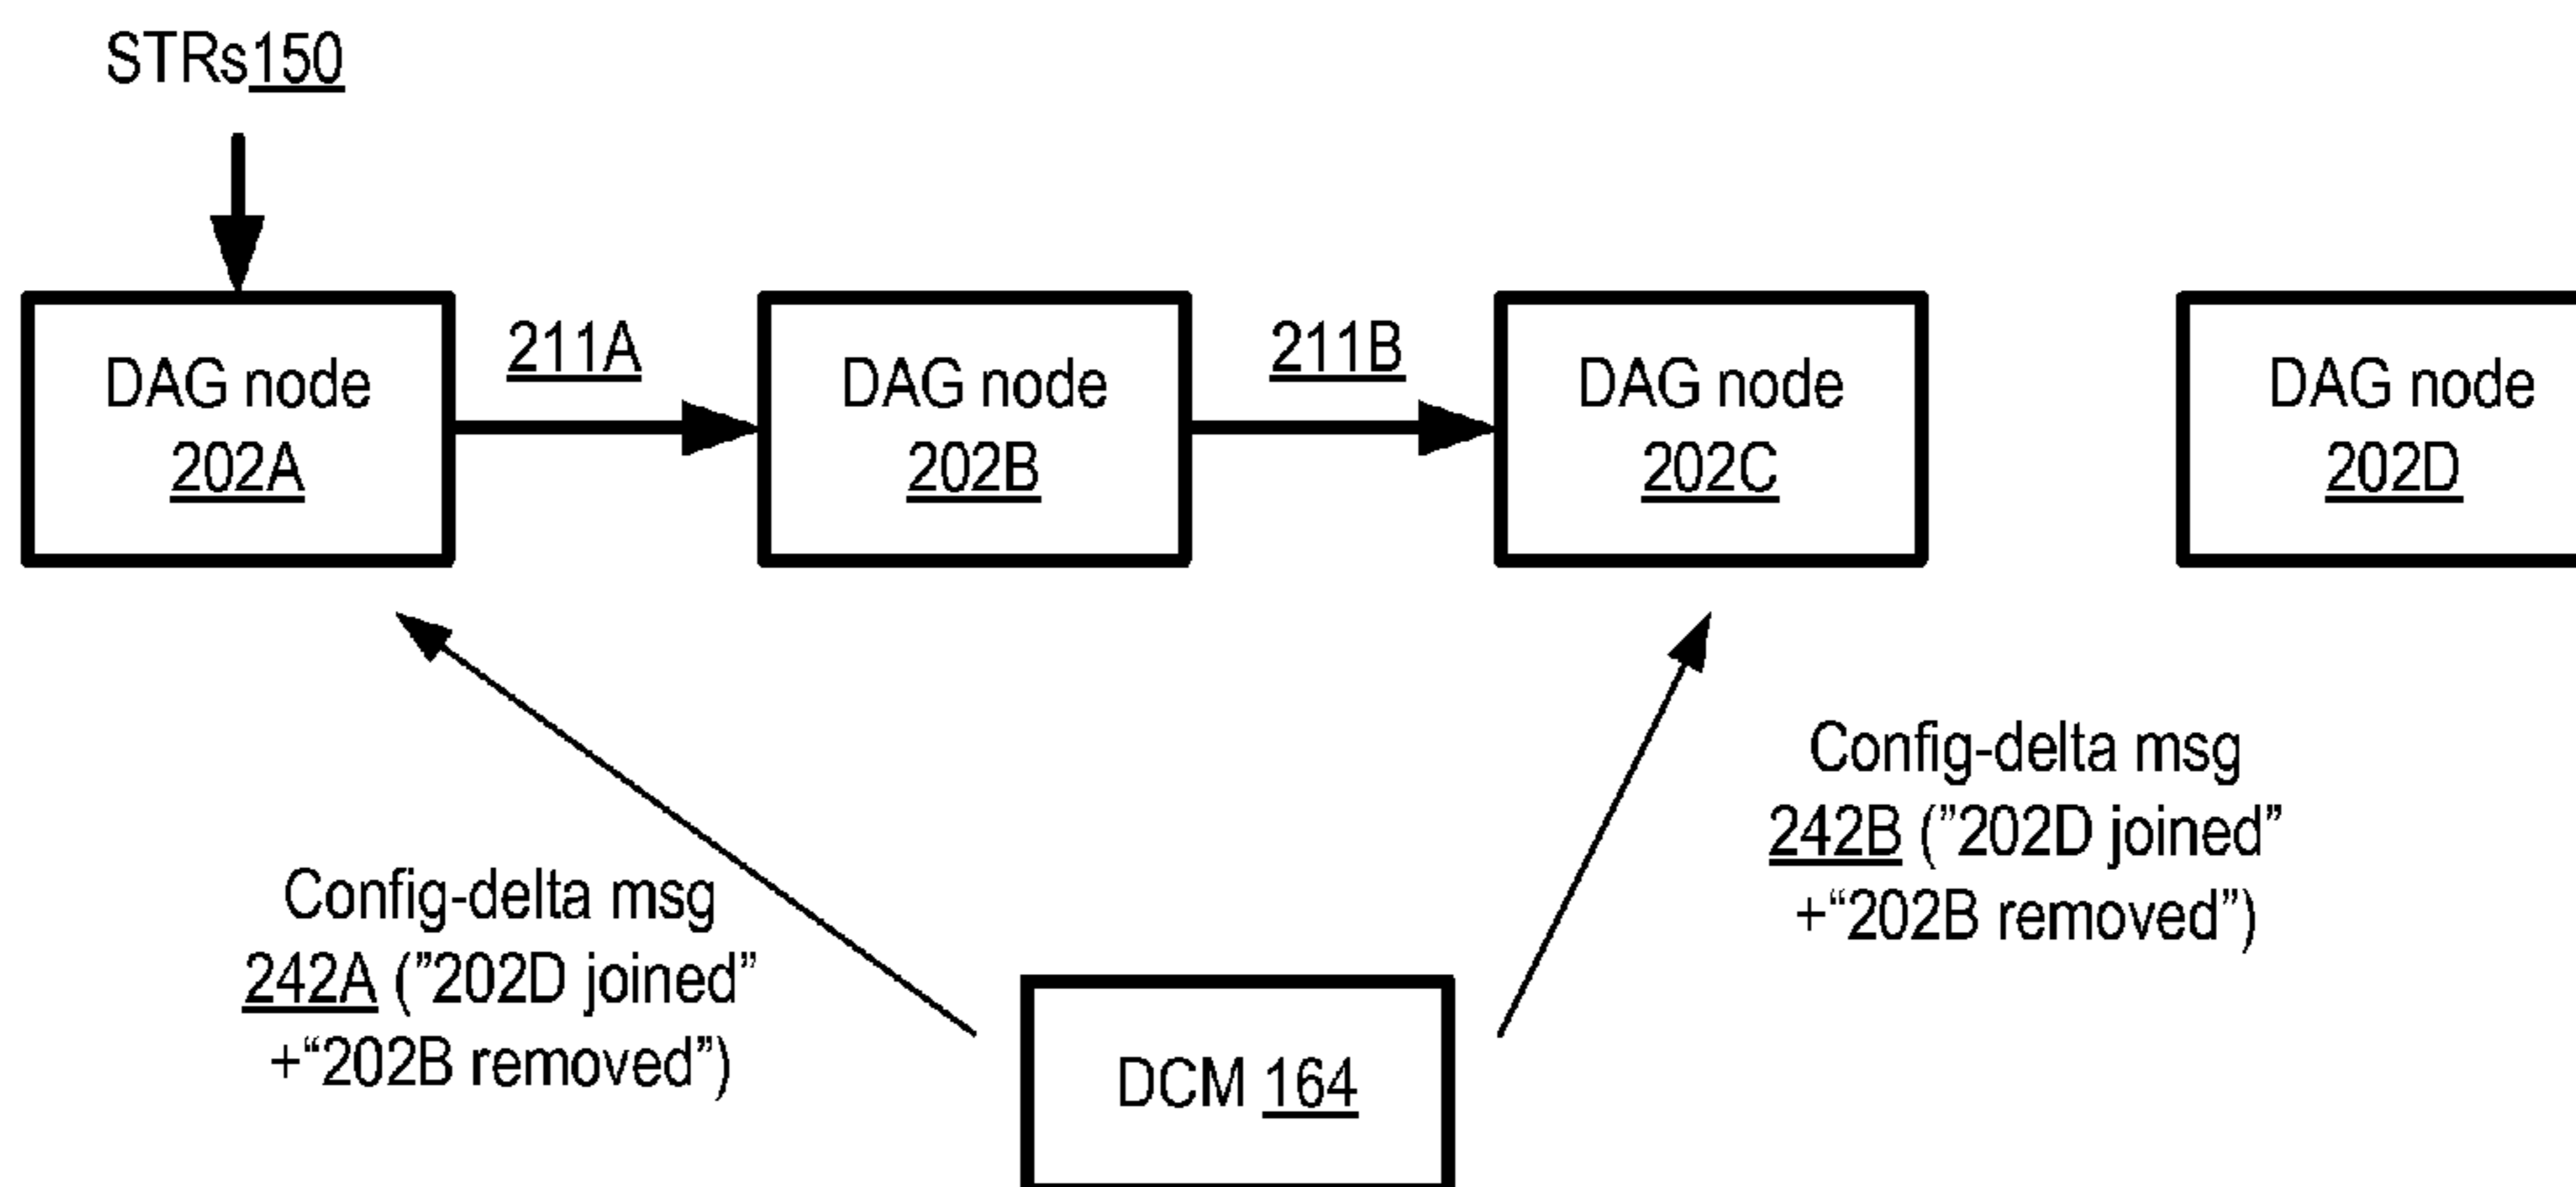 STRs150
211A
211B
DAG node
202A
DAG node
202B
DAG node
202C
DAG node
202D
Config-delta msg
242B (”202D joined”
+“202B removed”)
Config-delta msg
242A (”202D joined”
+“202B removed”)
DCM 164